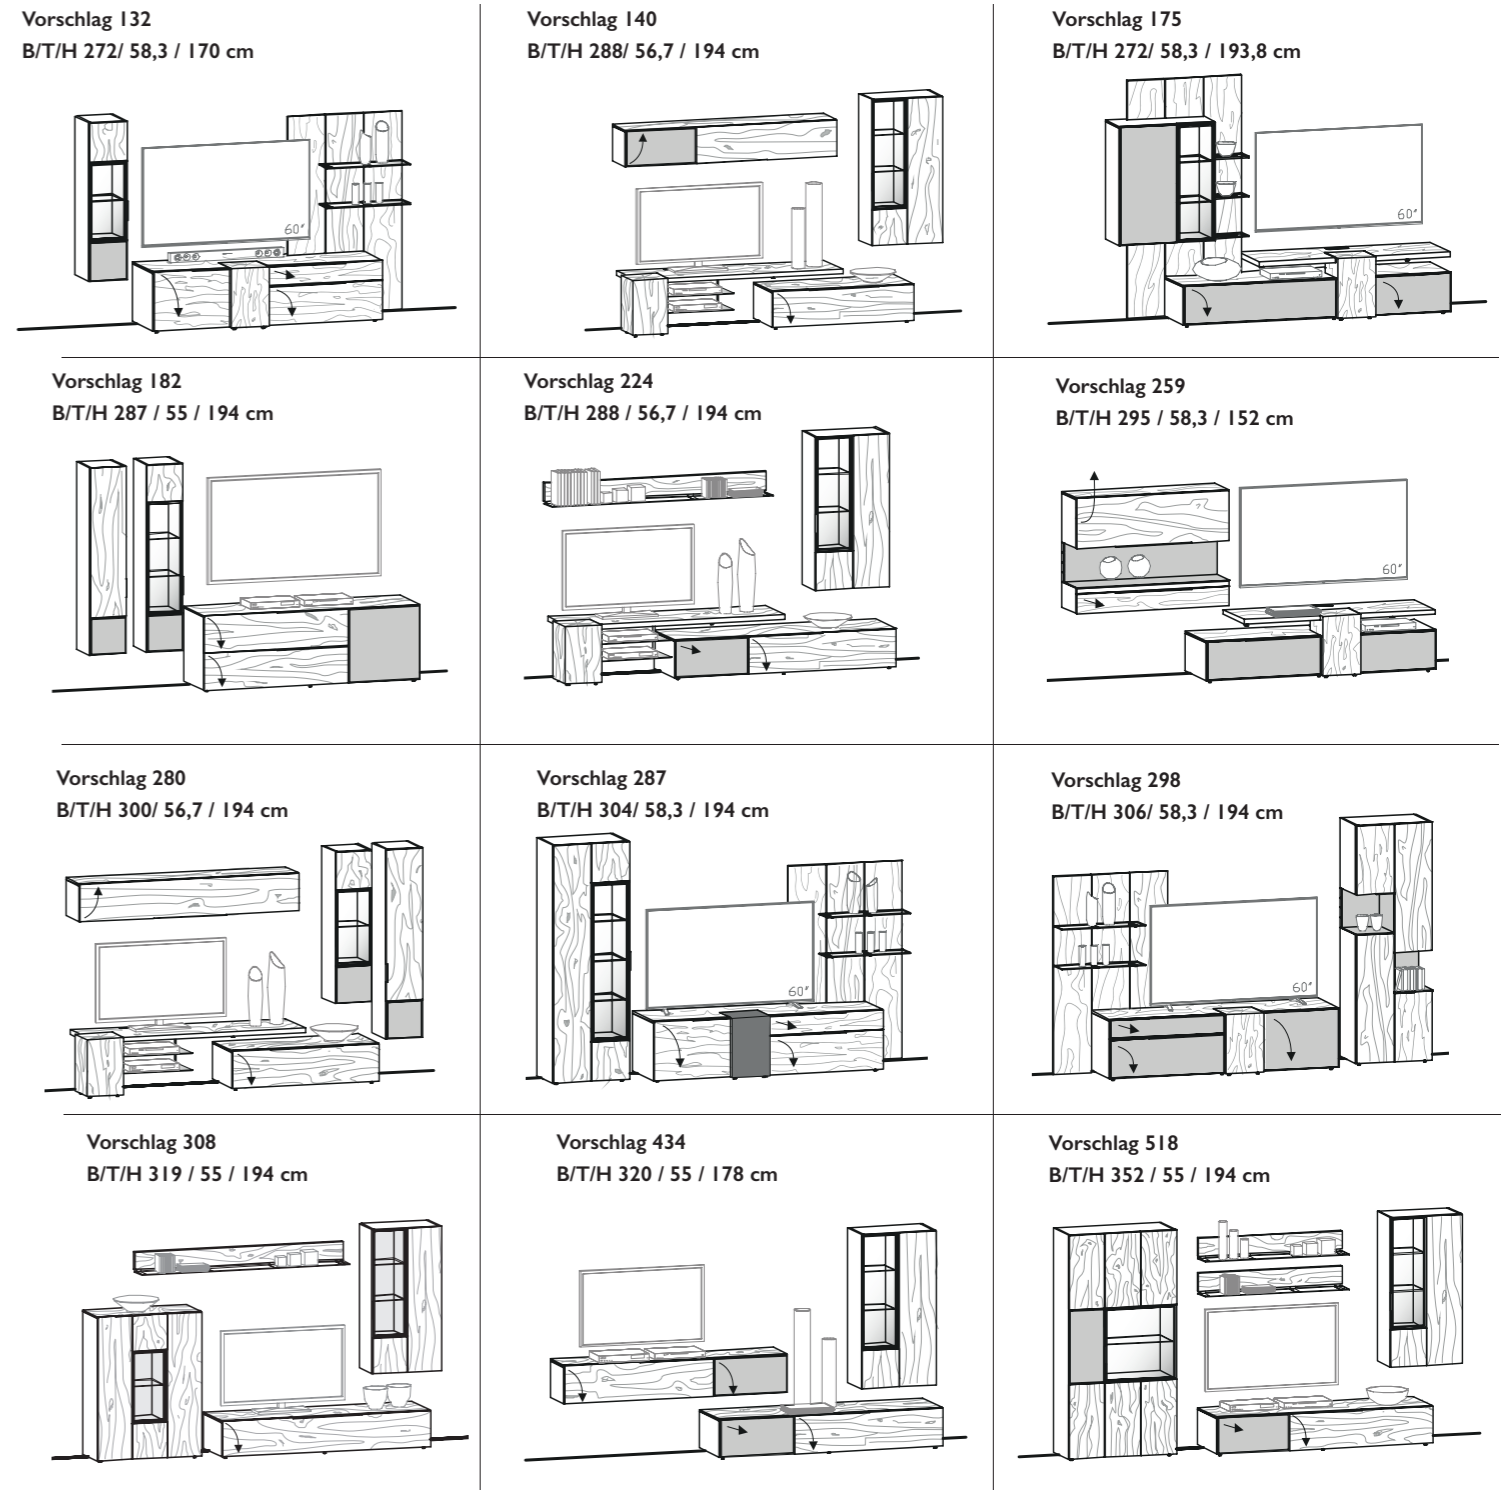 Vorschlag 132
B/T/H 272/ 58,3 / 170 cm
60"
Vorschlag 140
B/T/H 288/ 56,7 / 194 cm
Vorschlag 175
B/T/H 272/ 58,3 / 193,8 cm
60"
Vorschlag 182
B/T/H 287 / 55 / 194 cm
Vorschlag 224
B/T/H 288 / 56,7 / 194 cm
Vorschlag 259
B/T/H 295 / 58,3 / 152 cm
60"
Vorschlag 280
B/T/H 300/ 56,7 / 194 cm
Vorschlag 287
B/T/H 304/ 58,3 / 194 cm
60"
Vorschlag 298
B/T/H 306/ 58,3 / 194 cm
60"
Vorschlag 308
B/T/H 319 / 55 / 194 cm
Vorschlag 434
B/T/H 320 / 55 / 178 cm
Vorschlag 518
B/T/H 352 / 55 / 194 cm